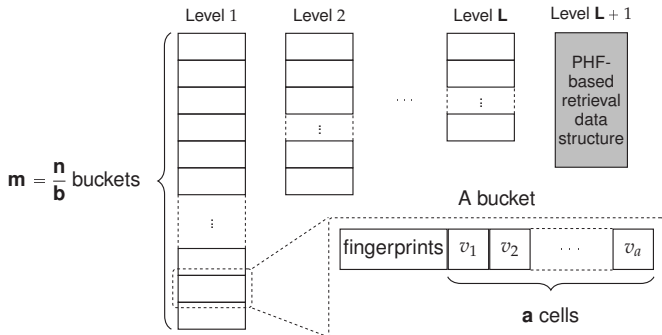 Level 1
Level 2
Level L
Level L + 1
PHF-
based
retrieval
data
structure
m = n/b buckets
A bucket
fingerprints v₁ v₂ ··· vₐ
a cells